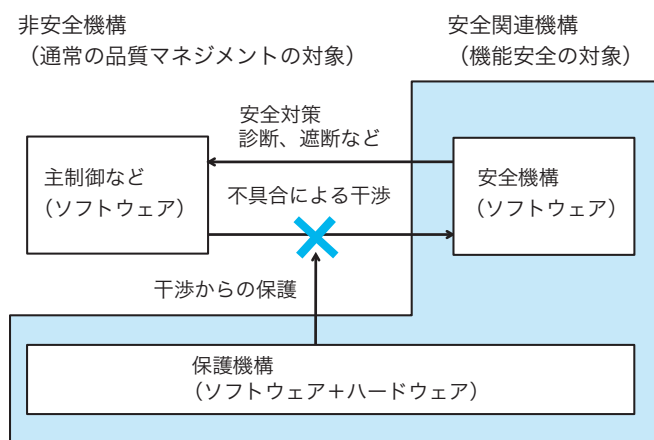 非安全機構
（通常の品質マネジメントの対象）
安全関連機構
（機能安全の対象）
安全対策
診断、遮断など
主制御など
（ソフトウェア）
不具合による干渉
安全機構
（ソフトウェア）
干渉からの保護
保護機構
（ソフトウェア＋ハードウェア）